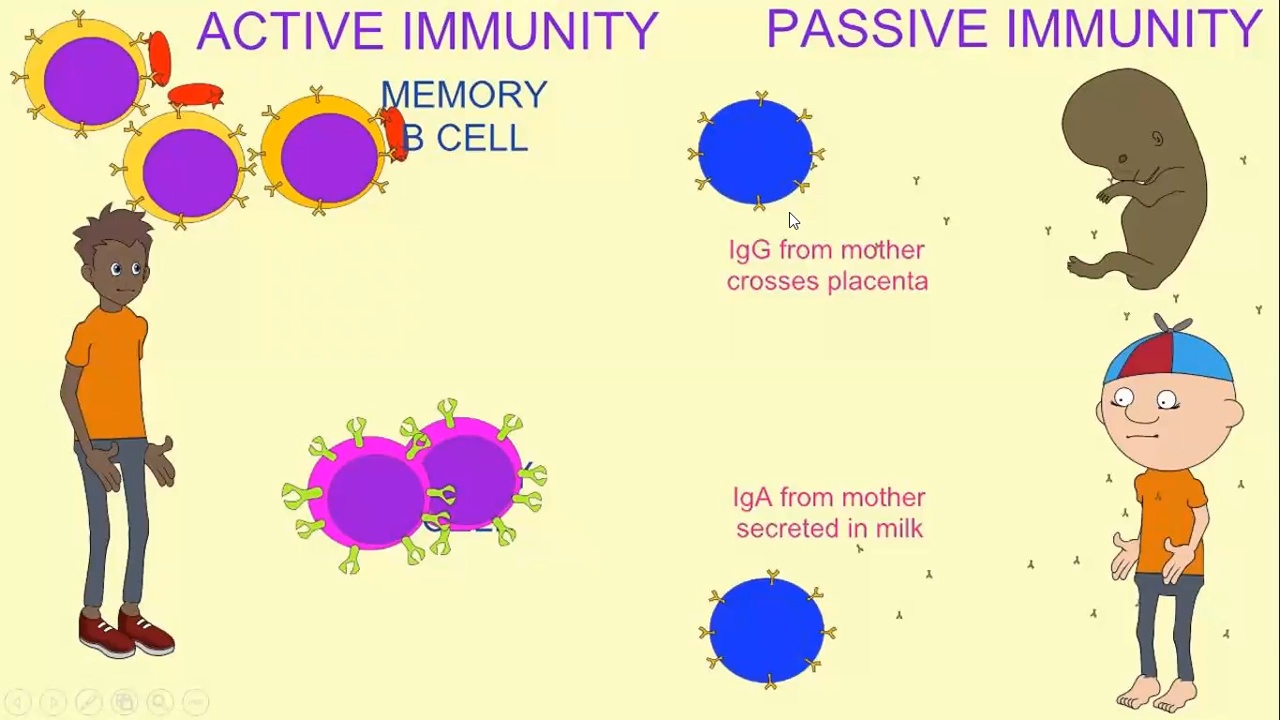 ACTIVE IMMUNITY
PASSIVE IMMUNITY
MEMORY
B CELL
IgG from mother
crosses placenta
IgA from mother
secreted in milk